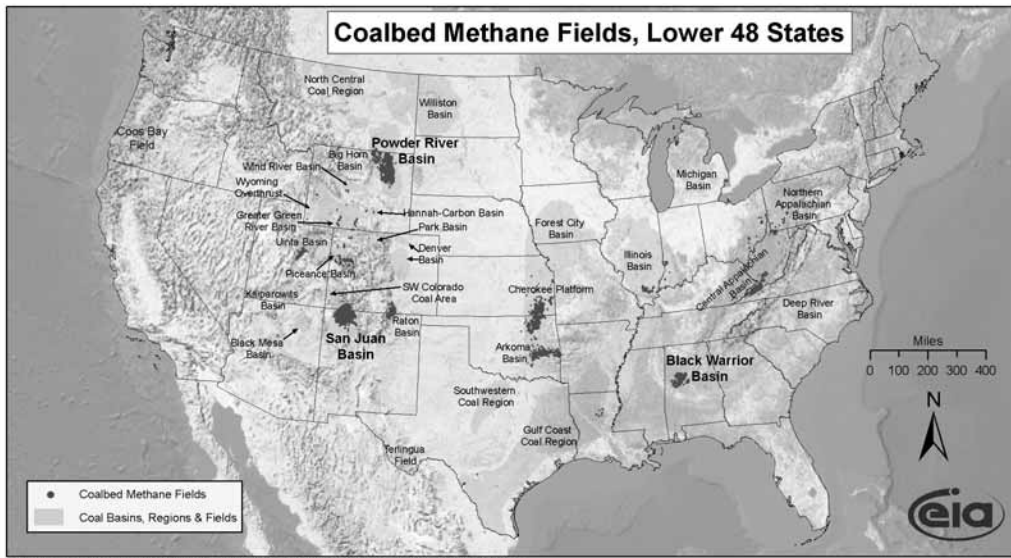 Coalbed Methane Fields, Lower 48 States
North Central
Coal Region
Williston
Basin
Coos Bay
Field
Powder River
Basin
Big Horn
Basin
Wind River Basin
Wyoming
Overthrust
Greater Green
River Basin
Hannah-Carbon Basin
Park Basin
Uinta Basin
Denver
Basin
Piceance Basin
SW Colorado
Coal Area
Kaiparowits
Basin
Black Mesa
Basin
San Juan
Basin
Raton
Basin
Michigan
Basin
Northern
Appalachian
Basin
Forest City
Basin
Illinois
Basin
Central Appalachian
Basin
Cherokee Platform
Deep River
Basin
Arkoma
Basin
Black Warrior
Basin
Southwestern
Coal Region
Gulf Coast
Coal Region
Terlingua
Field
Miles
0 100 200 300 400
N
Coalbed Methane Fields
Coal Basins, Regions & Fields
eia